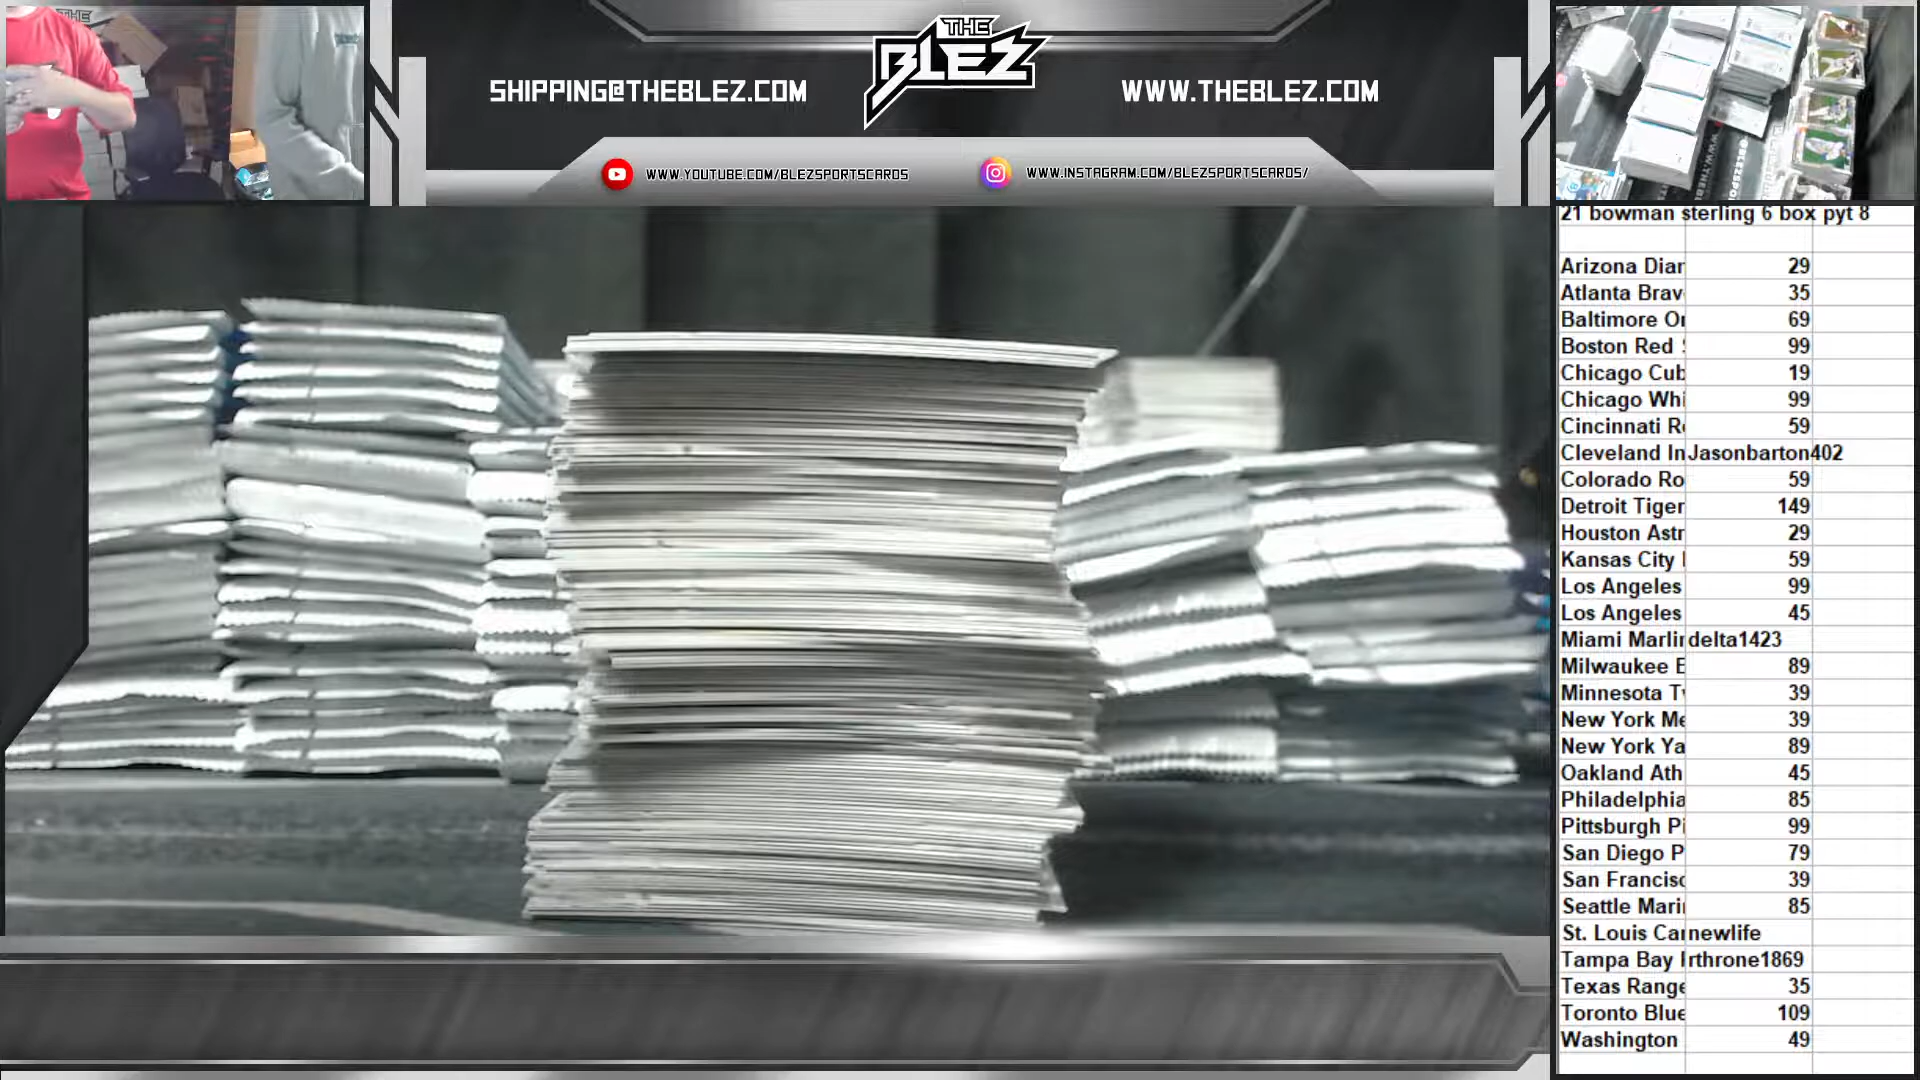 THE
BLEZ
SHIPPING@THEBLEZ.COM
WWW.THEBLEZ.COM
WWW.YOUTUBE.COM/BLEZSPORTSCARDS
WWW.INSTAGRAM.COM/BLEZSPORTSCARDS/
21 bowman sterling 6 box pyt 8
Arizona Diar 29
Atlanta Brav 35
Baltimore Or 69
Boston Red 99
Chicago Cub 19
Chicago Whi 99
Cincinnati R 59
Cleveland In Jasonbarton402
Colorado Ro 59
Detroit Tiger 149
Houston Astr 29
Kansas City 59
Los Angeles 99
Los Angeles 45
Miami Marlin delta1423
Milwaukee B 89
Minnesota Tw 39
New York Me 39
New York Ya 89
Oakland Ath 45
Philadelphia 85
Pittsburgh Pi 99
San Diego P 79
San Francisc 39
Seattle Mari 85
St. Louis Car newlife
Tampa Bay rthrone1869
Texas Range 35
Toronto Blue 109
Washington 49